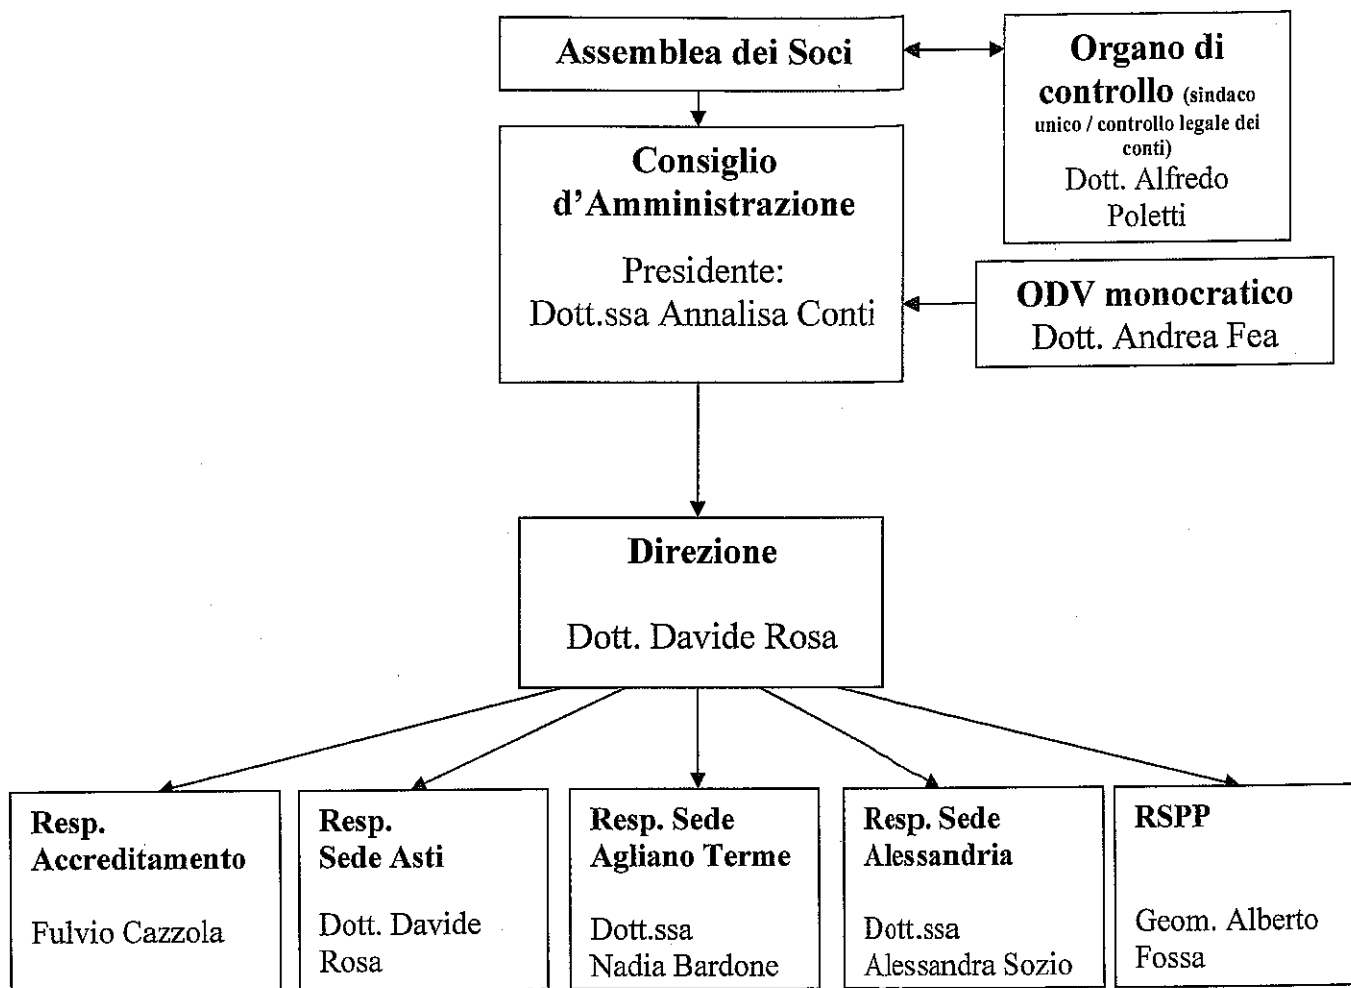 Assemblea dei Soci
Organo di
controllo (sindaco
unico / controllo legale dei
conti)
Dott. Alfredo
Poletti
Consiglio
d'Amministrazione
Presidente:
Dott.ssa Annalisa Conti
ODV monocratico
Dott. Andrea Fea
Direzione
Dott. Davide Rosa
Resp.
Accreditamento
Fulvio Cazzola
Resp.
Sede Asti
Dott. Davide
Rosa
Resp. Sede
Agliano Terme
Dott.ssa
Nadia Bardone
Resp. Sede
Alessandria
Dott.ssa
Alessandra Sozio
RSPP
Geom. Alberto
Fossa